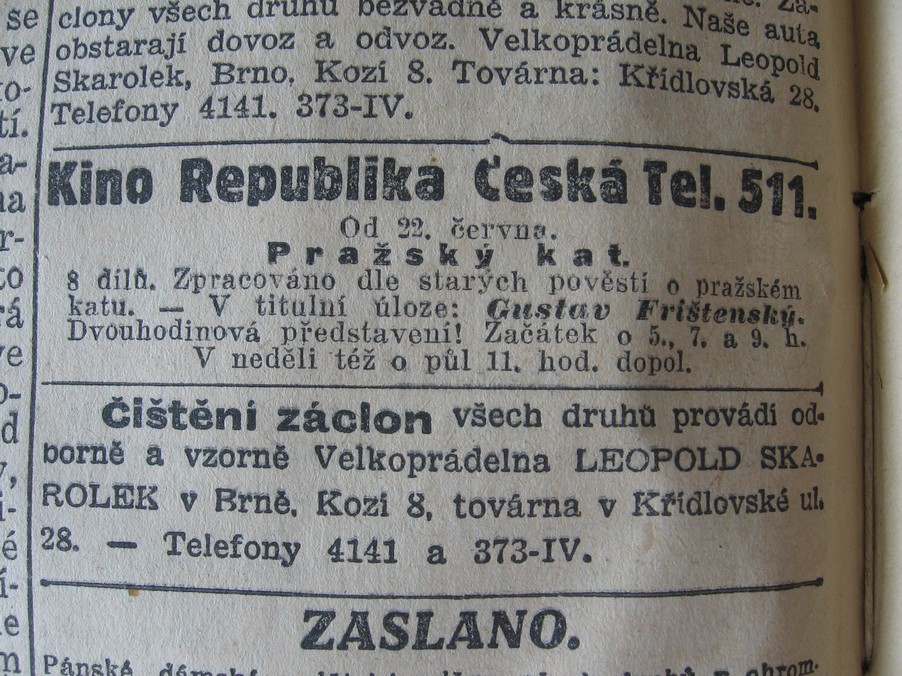 clony všech druhů bezvadně a krásně. Naše auta
obstarají dovoz a odvoz. Velkoprádelna Leopold
Skarolek, Brno, Kozí 8. Továrna: Křídlovská 28.
Telefony 4141. 373-IV.
Kino Republika Česká Tel. 511.
Od 22. června.
Pražský kat.
8 dílů. Zpracováno dle starých pověstí o pražském
katu. — V titulní úloze: Gustav Frištenský.
Dvouhodinová představení! Začátek o 5., 7. a 9. h.
V neděli též o půl 11. hod. dopol.
Čištění záclon všech druhů provádí od-
borně a vzorně Velkoprádelna LEOPOLD SKA-
ROLEK v Brně, Kozí 8, továrna v Křídlovské ul.
28. — Telefony 4141 a 373-IV.
ZASLANO.
Pánské